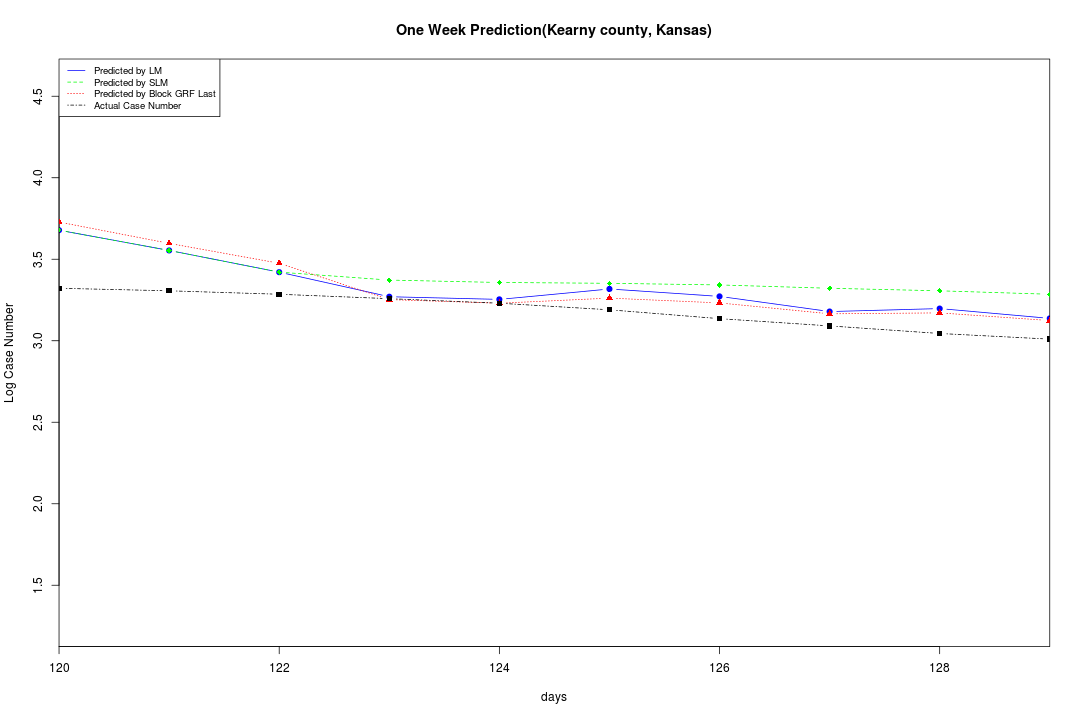 One Week Prediction(Kearny county, Kansas)
Predicted by LM
Predicted by SLM
Predicted by Block GRF Last
Actual Case Number
4.5
4.0
3.5
3.0
2.5
2.0
1.5
Log Case Number
120
122
124
126
128
days